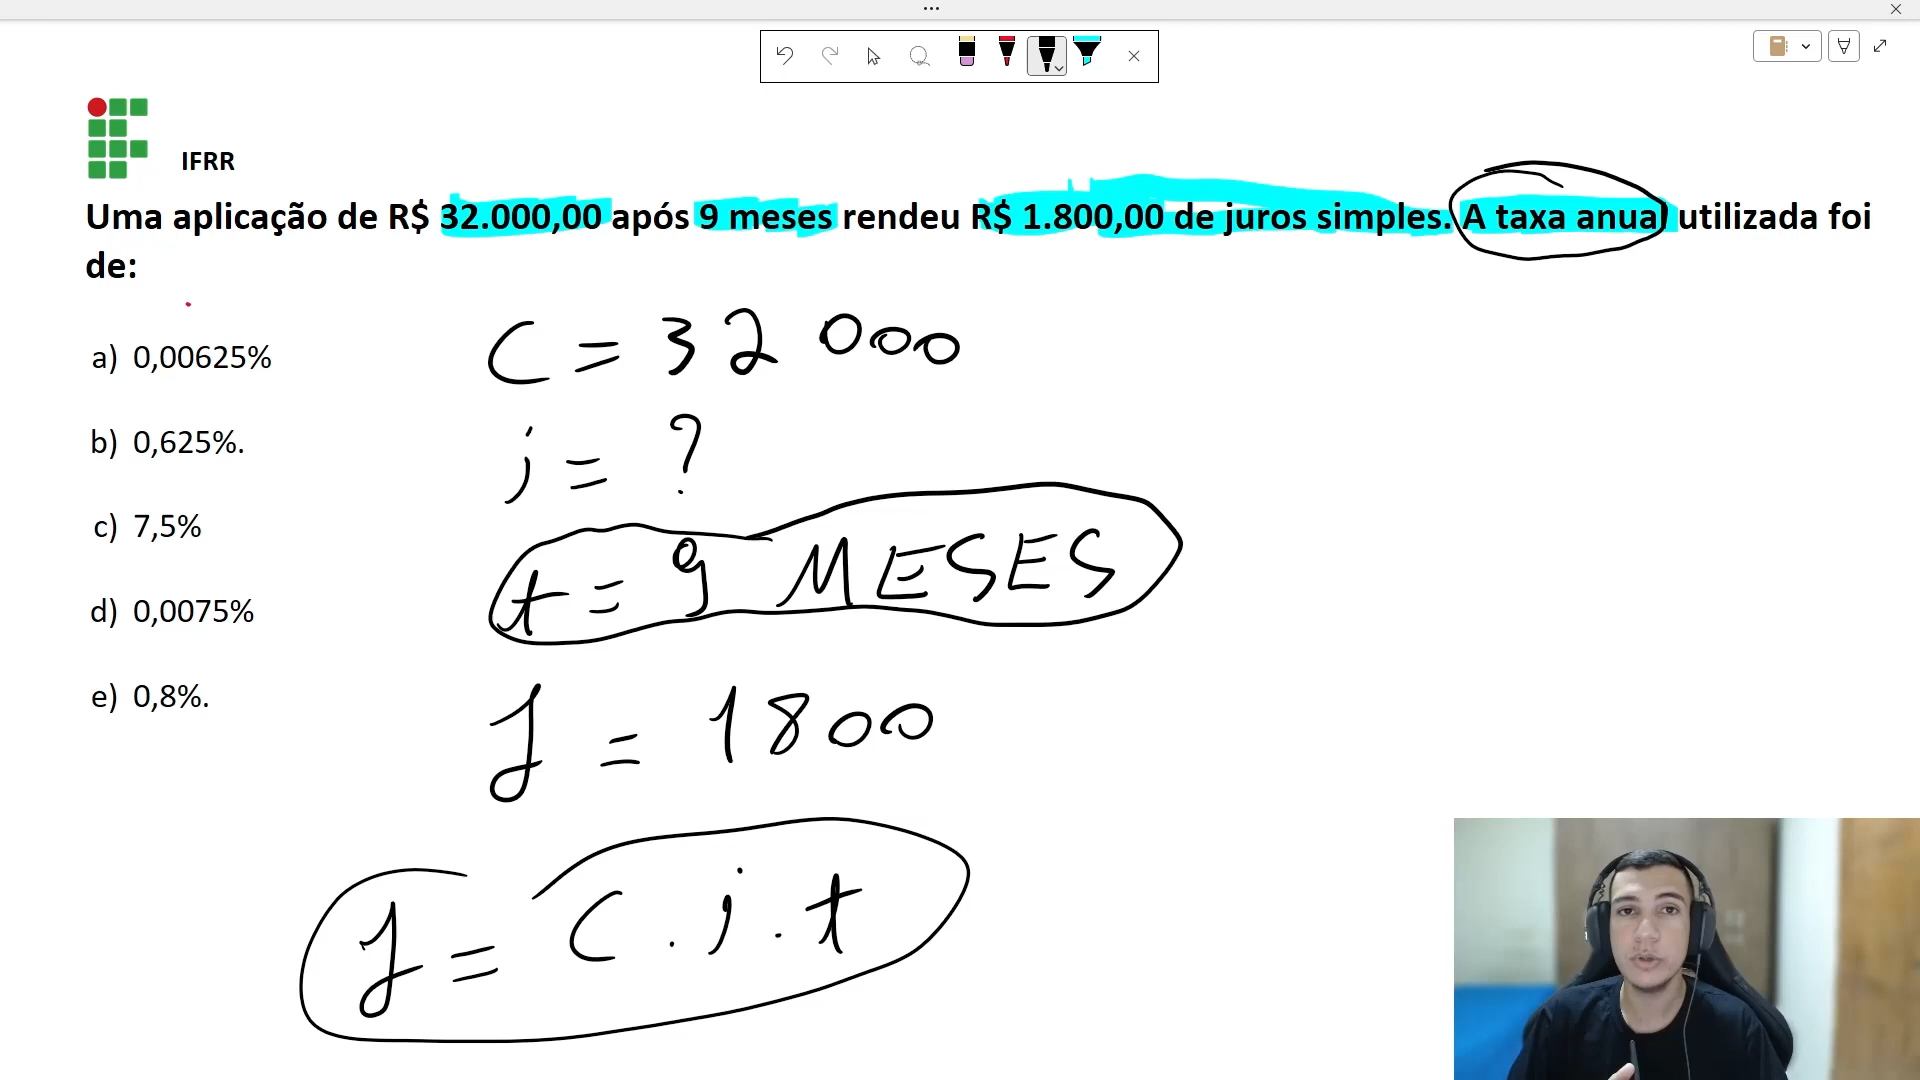 IFRR
Uma aplicação de R$ 32.000,00 após 9 meses rendeu R$ 1.800,00 de juros simples. A taxa anual utilizada foi
de:
a) 0,00625%
b) 0,625%.
c) 7,5%
d) 0,0075%
e) 0,8%.
C = 32 000
i = ?
t = 9 MESES
J = 1800
J = C . i . t